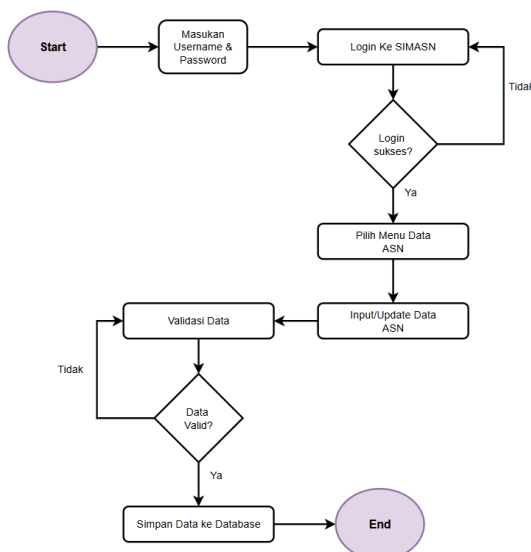 Start
Masukan
Username &
Password
Login Ke SIMASN
Tidak
Login
sukses?
Ya
Pilih Menu Data
ASN
Input/Update Data
ASN
Validasi Data
Tidak
Data
Valid?
Ya
Simpan Data ke Database
End